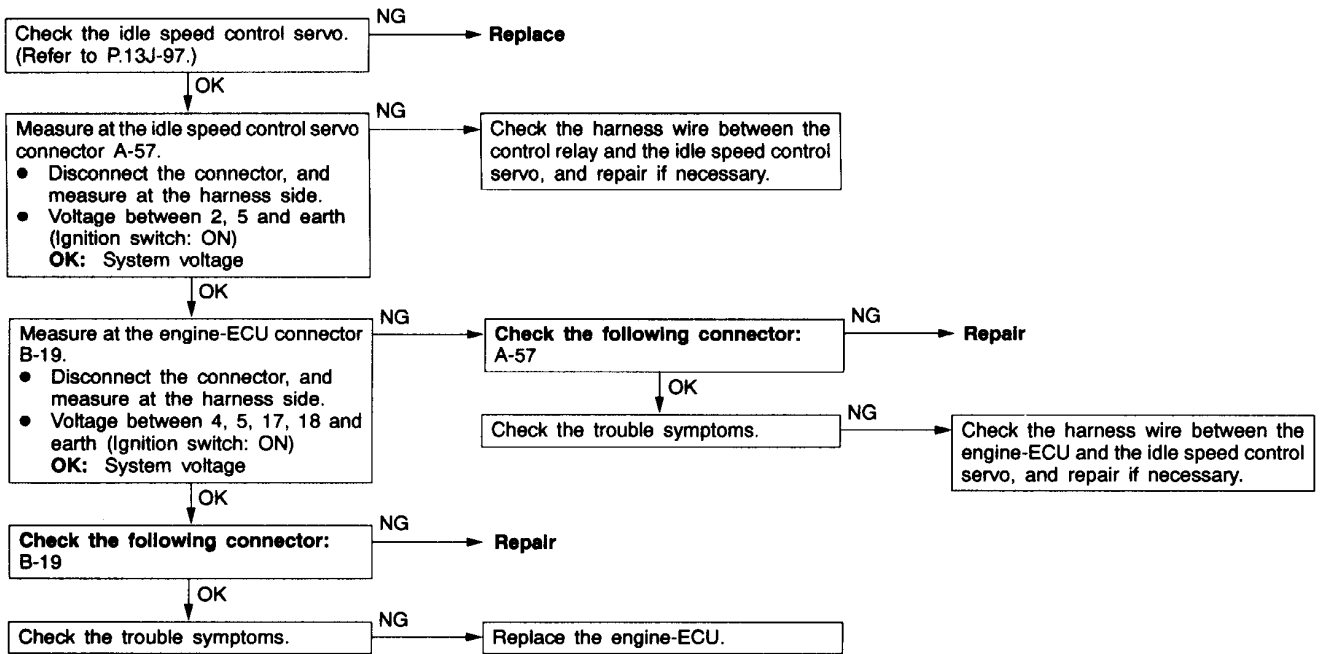 Check the idle speed control servo.
(Refer to P.13J-97.)
NG
Replace
OK
Measure at the idle speed control servo
connector A-57.
● Disconnect the connector, and
measure at the harness side.
● Voltage between 2, 5 and earth
(Ignition switch: ON)
OK: System voltage
NG
Check the harness wire between the
control relay and the idle speed control
servo, and repair if necessary.
OK
Measure at the engine-ECU connector
B-19.
● Disconnect the connector, and
measure at the harness side.
● Voltage between 4, 5, 17, 18 and
earth (Ignition switch: ON)
OK: System voltage
NG
Check the following connector:
A-57
NG
Repair
OK
Check the trouble symptoms.
NG
Check the harness wire between the
engine-ECU and the idle speed control
servo, and repair if necessary.
OK
Check the following connector:
B-19
NG
Repair
OK
Check the trouble symptoms.
NG
Replace the engine-ECU.